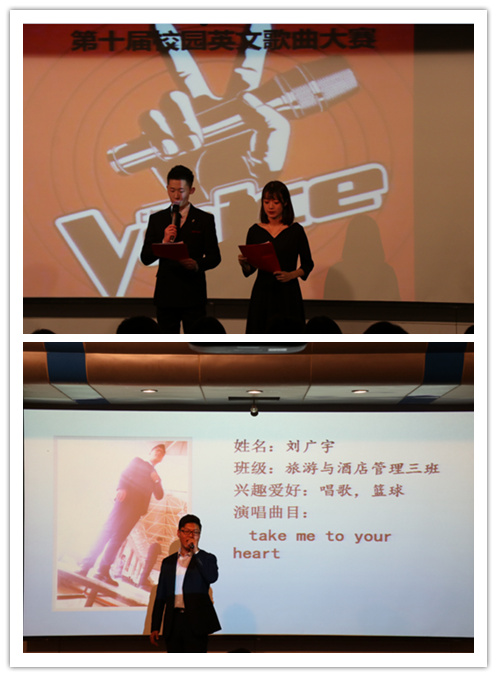 第十届校园英文歌曲大赛
Voice
姓名：刘广宇
班级：旅游与酒店管理三班
兴趣爱好：唱歌，篮球
演唱曲目：
take me to your
heart